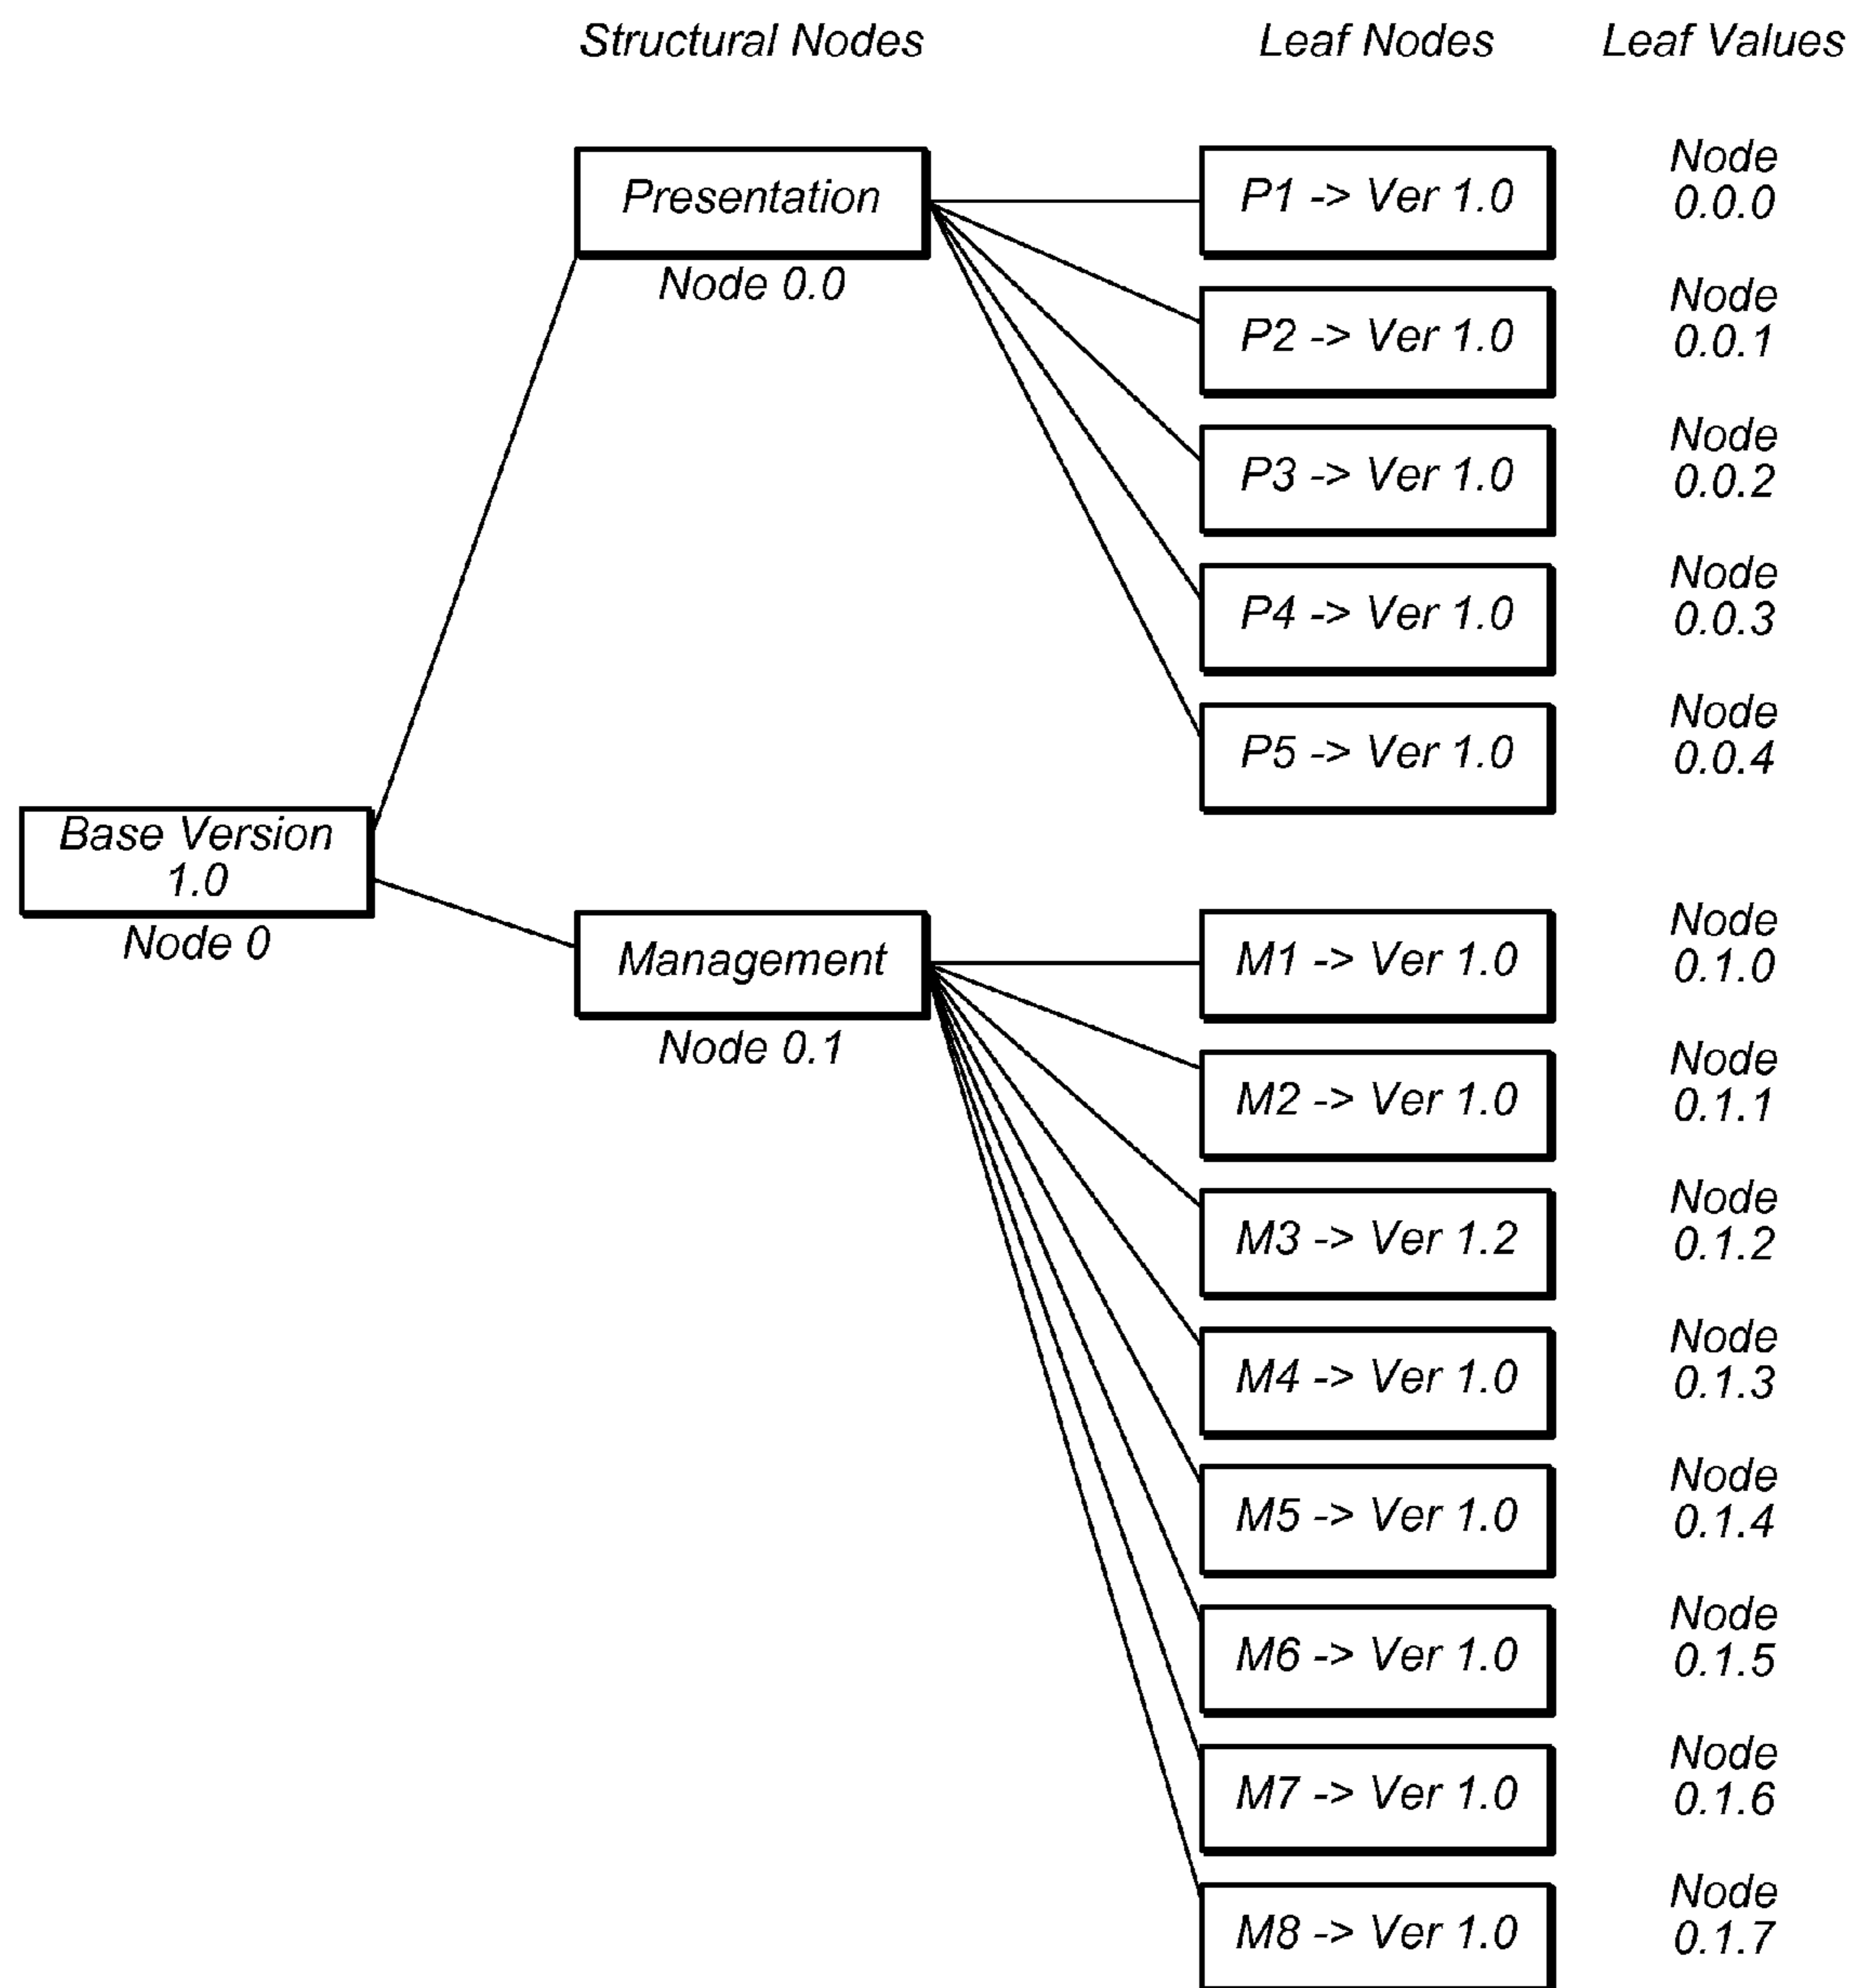 Structural Nodes
Leaf Nodes
Leaf Values
Presentation
Node 0.0
P1 -> Ver 1.0
Node
0.0.0
P2 -> Ver 1.0
Node
0.0.1
P3 -> Ver 1.0
Node
0.0.2
P4 -> Ver 1.0
Node
0.0.3
P5 -> Ver 1.0
Node
0.0.4
Base Version
1.0
Node 0
Management
Node 0.1
M1 -> Ver 1.0
Node
0.1.0
M2 -> Ver 1.0
Node
0.1.1
M3 -> Ver 1.2
Node
0.1.2
M4 -> Ver 1.0
Node
0.1.3
M5 -> Ver 1.0
Node
0.1.4
M6 -> Ver 1.0
Node
0.1.5
M7 -> Ver 1.0
Node
0.1.6
M8 -> Ver 1.0
Node
0.1.7